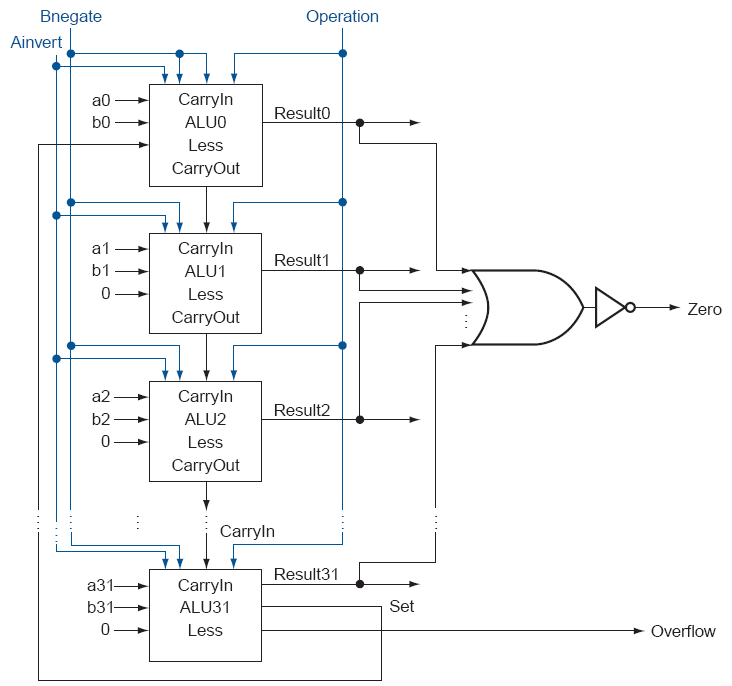 Bnegate
Operation
Ainvert
a0
b0
CarryIn
ALU0
Less
CarryOut
Result0
a1
b1
0
CarryIn
ALU1
Less
CarryOut
Result1
Zero
a2
b2
0
CarryIn
ALU2
Less
CarryOut
Result2
CarryIn
a31
b31
0
CarryIn
ALU31
Less
Result31
Set
Overflow